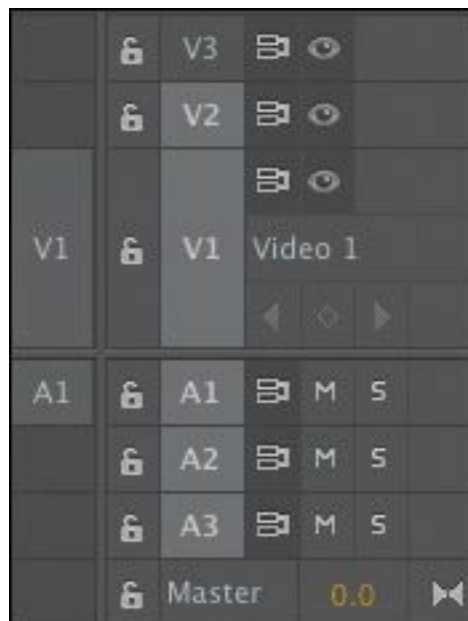 V3
V2
V1 V1 Video 1
A1 A1 M S
A2 M S
A3 M S
Master 0.0